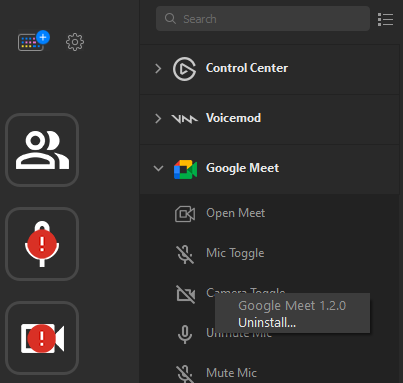 Search
Control Center
Voicemod
Google Meet
Open Meet
Mic Toggle
Camera Toggle
Google Meet 1.2.0
Uninstall...
Unmute Mic
Mute Mic